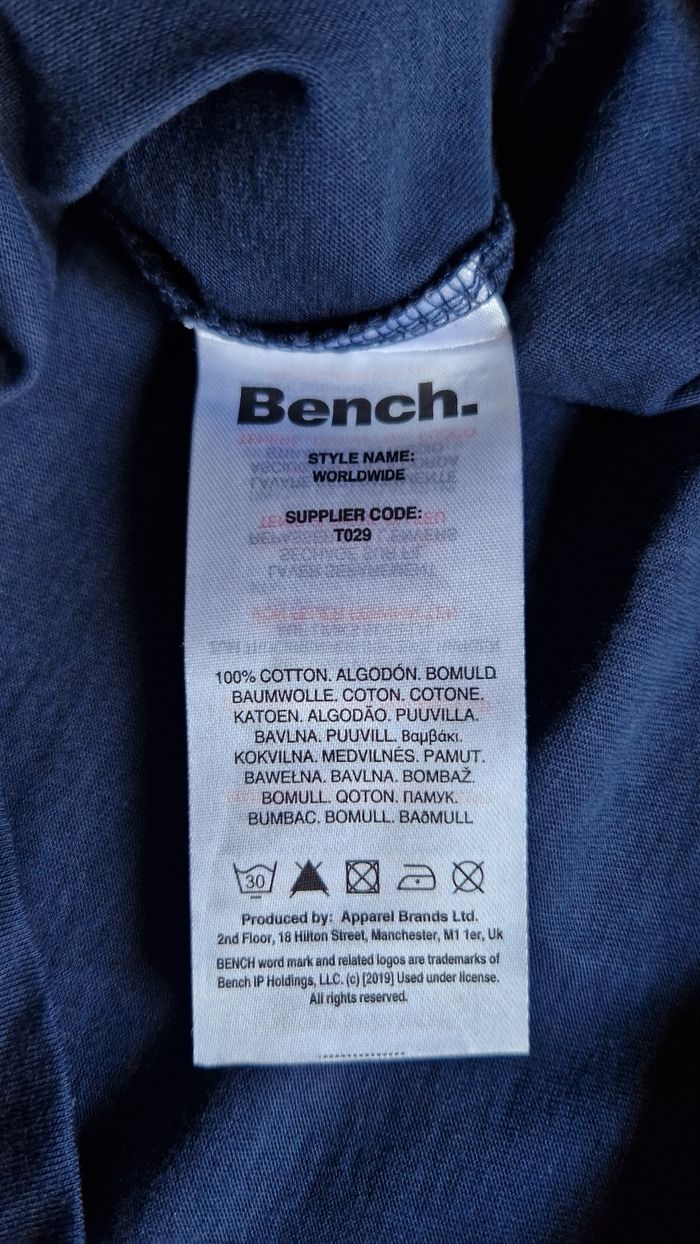 Bench.
STYLE NAME:
WORLDWIDE
SUPPLIER CODE:
T029
100% COTTON. ALGODÓN. BOMULD
BAUMWOLLE. COTON. COTONE.
KATOEN. ALGODÃO. PUUVILLA.
BAVLNA. PUUVILL. Βαμβάκι.
KOKVILNA. MEDVILNĖS. PAMUT.
BAWEŁNA. BAVLNA. BOMBAŽ.
BOMULL. QOTON. ПАМУК.
BUMBAC. BOMULL. BAðMULL
30
Produced by: Apparel Brands Ltd.
2nd Floor, 18 Hilton Street, Manchester, M1 1er, Uk
BENCH word mark and related logos are trademarks of
Bench IP Holdings, LLC. (c) [2019] Used under license.
All rights reserved.